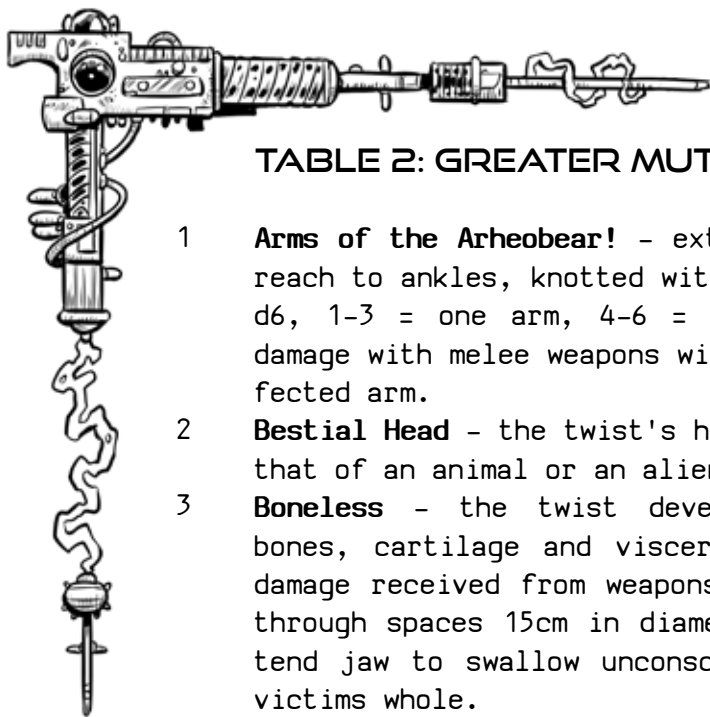 TABLE 2: GREATER MUT
1 Arms of the Arheobear! – ext
reach to ankles, knotted wit
d6, 1–3 = one arm, 4–6 =
damage with melee weapons wi
fected arm.
2 Bestial Head – the twist's h
that of an animal or an alien
3 Boneless – the twist deve
bones, cartilage and viscer
damage received from weapons
through spaces 15cm in diame
tend jaw to swallow unconsc
victims whole.